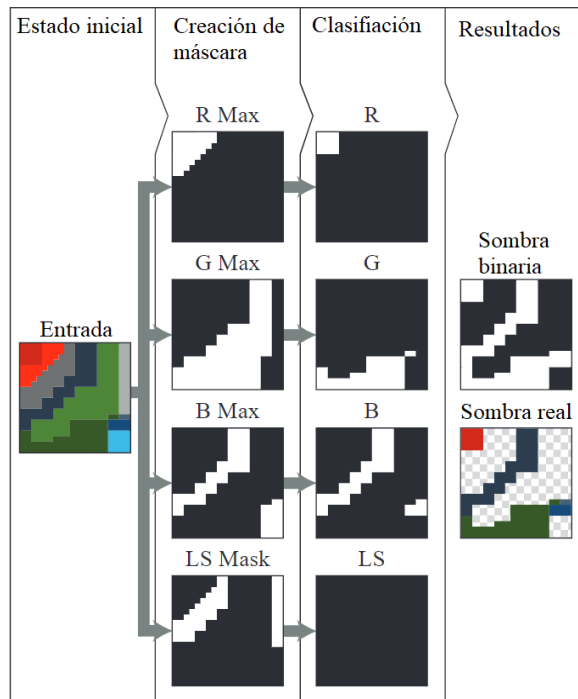 Estado inicial
Creación de
máscara
Clasifiación
Resultados
R Max
R
G Max
G
Entrada
Sombra
binaria
B Max
B
Sombra real
LS Mask
LS